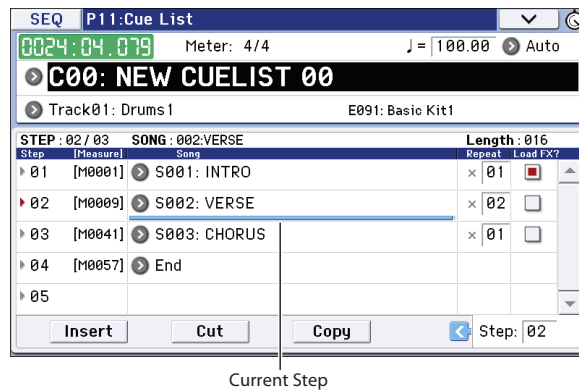 SEQ P11:Cue List
0024:04.079 Meter: 4/4 ♩= 100.00 Auto
C00: NEW CUELIST 00
Track01: Drums1 E091: Basic Kit1
STEP: 02/03 SONG: 002:VERSE Length: 016
Step [Measure] Song Repeat Load FX?
01 [M0001] S001: INTRO × 01
02 [M0009] S002: VERSE × 02
03 [M0041] S003: CHORUS × 01
04 [M0057] End
05
Insert Cut Copy Step: 02
Current Step